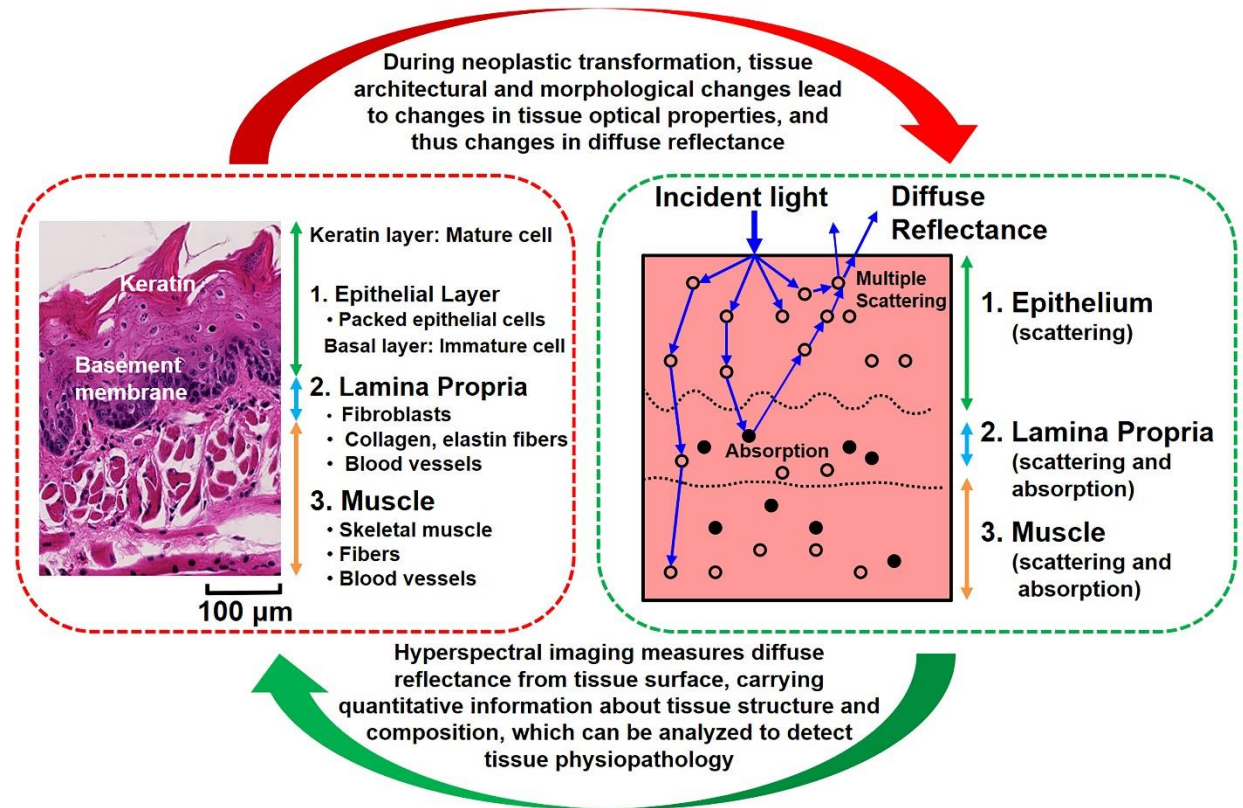 During neoplastic transformation, tissue
architectural and morphological changes lead
to changes in tissue optical properties, and
thus changes in diffuse reflectance
Keratin
Basement
membrane
Keratin layer: Mature cell
1. Epithelial Layer
• Packed epithelial cells
Basal layer: Immature cell
2. Lamina Propria
• Fibroblasts
• Collagen, elastin fibers
• Blood vessels
3. Muscle
• Skeletal muscle
• Fibers
• Blood vessels
100 µm
Incident light
Diffuse
Reflectance
Multiple
Scattering
Absorption
1. Epithelium
(scattering)
2. Lamina Propria
(scattering and
absorption)
3. Muscle
(scattering and
absorption)
Hyperspectral imaging measures diffuse
reflectance from tissue surface, carrying
quantitative information about tissue structure and
composition, which can be analyzed to detect
tissue physiopathology